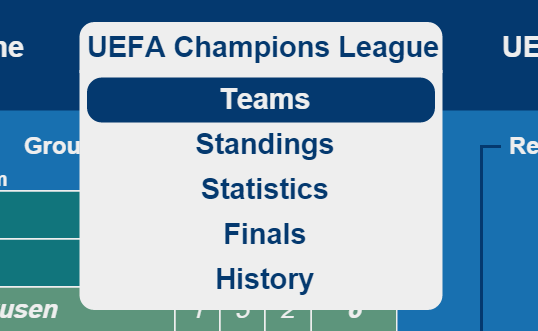 UEFA Champions League
Teams
Standings
Statistics
Finals
History